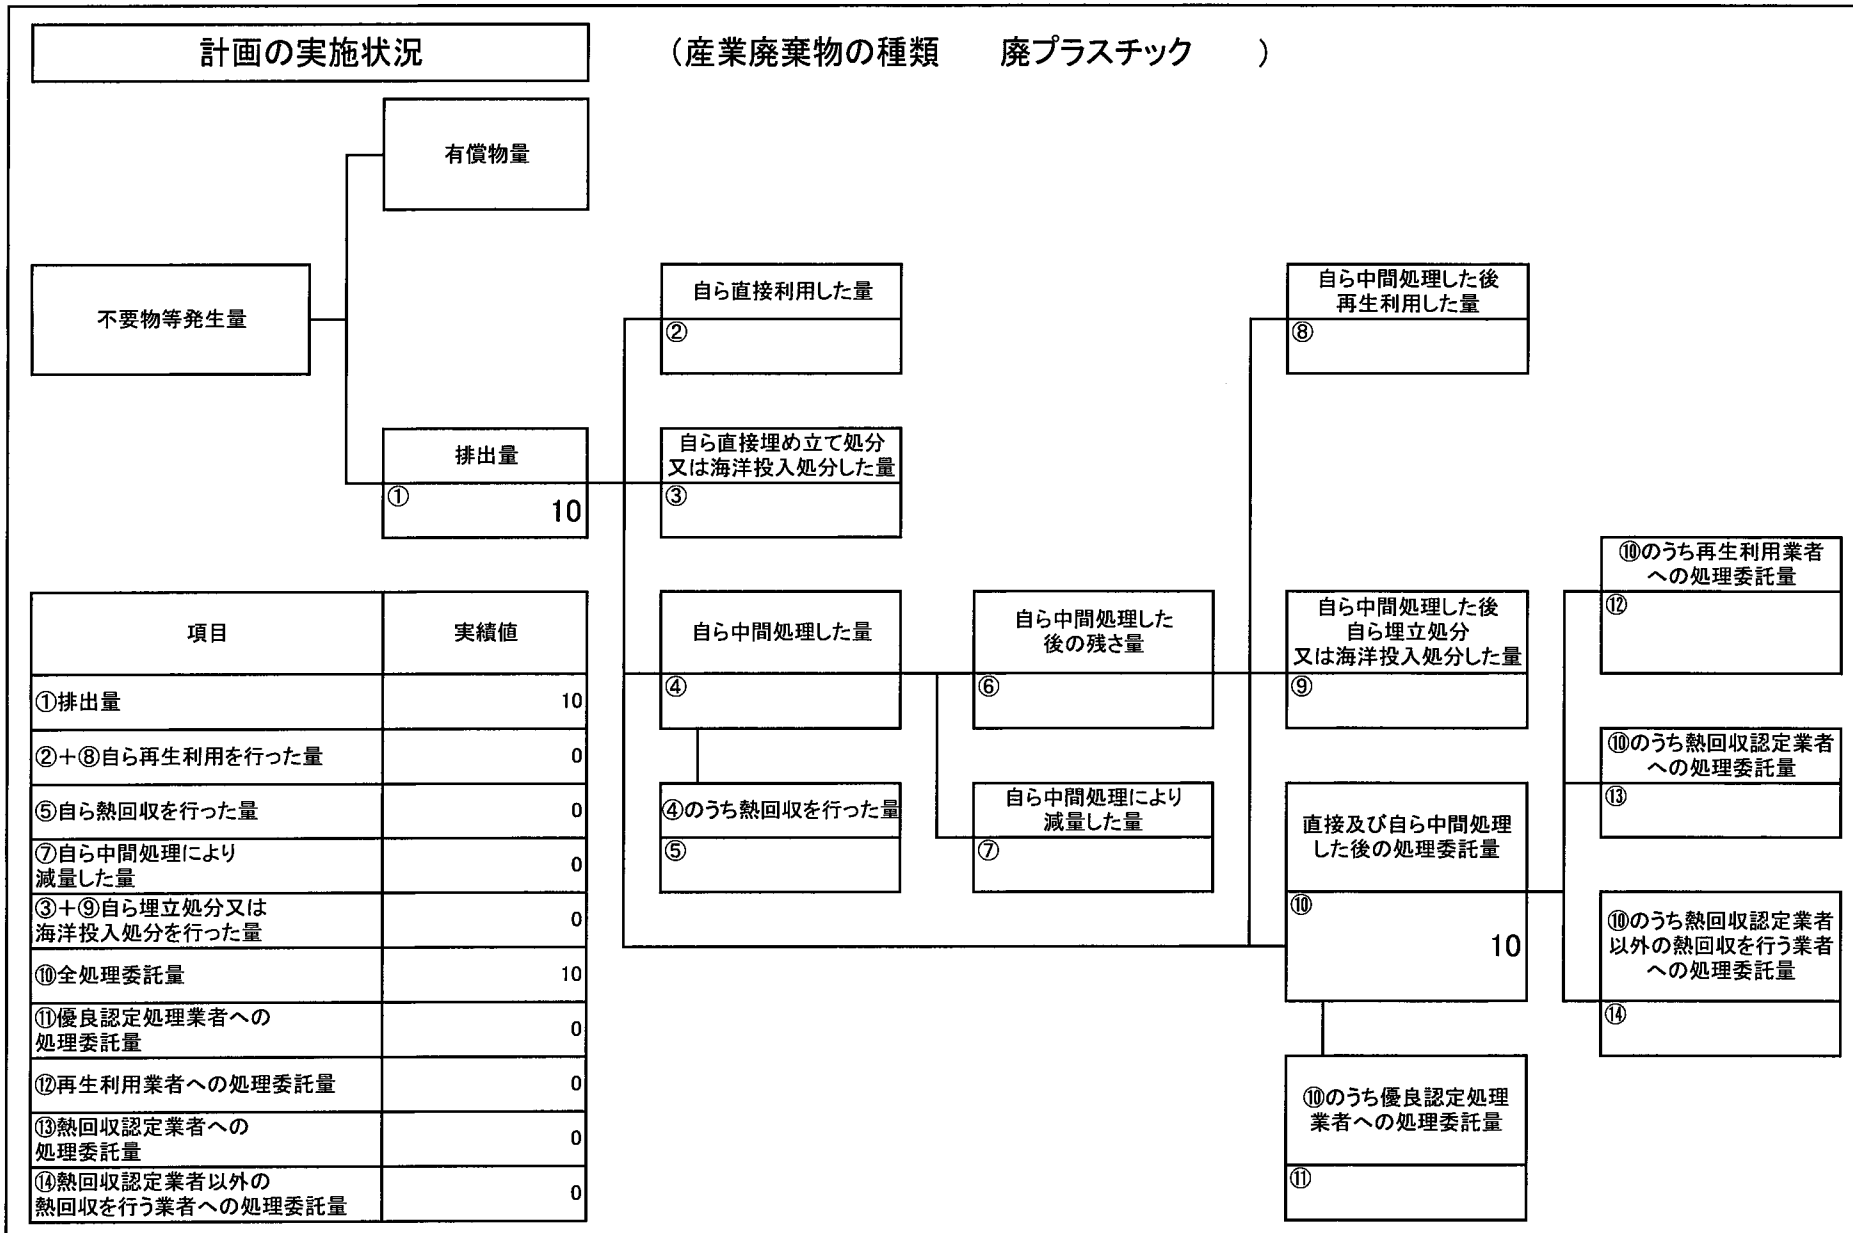 計画の実施状況
（産業廃棄物の種類　廃プラスチック　）
有償物量
不要物等発生量
排出量
①
10
自ら直接利用した量
②
自ら直接埋め立て処分
又は海洋投入処分した量
③
自ら中間処理した量
④
④のうち熱回収を行った量
⑤
自ら中間処理した
後の残さ量
⑥
自ら中間処理により
減量した量
⑦
自ら中間処理した後
再生利用した量
⑧
自ら中間処理した後
自ら埋立処分
又は海洋投入処分した量
⑨
直接及び自ら中間処理
した後の処理委託量
⑩
10
⑩のうち優良認定処理
業者への処理委託量
⑪
⑩のうち再生利用業者
への処理委託量
⑫
⑩のうち熱回収認定業者
への処理委託量
⑬
⑩のうち熱回収認定業者
以外の熱回収を行う業者
への処理委託量
⑭
項目 実績値
①排出量 10
②＋⑧自ら再生利用を行った量 0
⑤自ら熱回収を行った量 0
⑦自ら中間処理により
減量した量 0
③＋⑨自ら埋立処分又は
海洋投入処分を行った量 0
⑩全処理委託量 10
⑪優良認定処理業者への
処理委託量 0
⑫再生利用業者への処理委託量 0
⑬熱回収認定業者への
処理委託量 0
⑭熱回収認定業者以外の
熱回収を行う業者への処理委託量 0